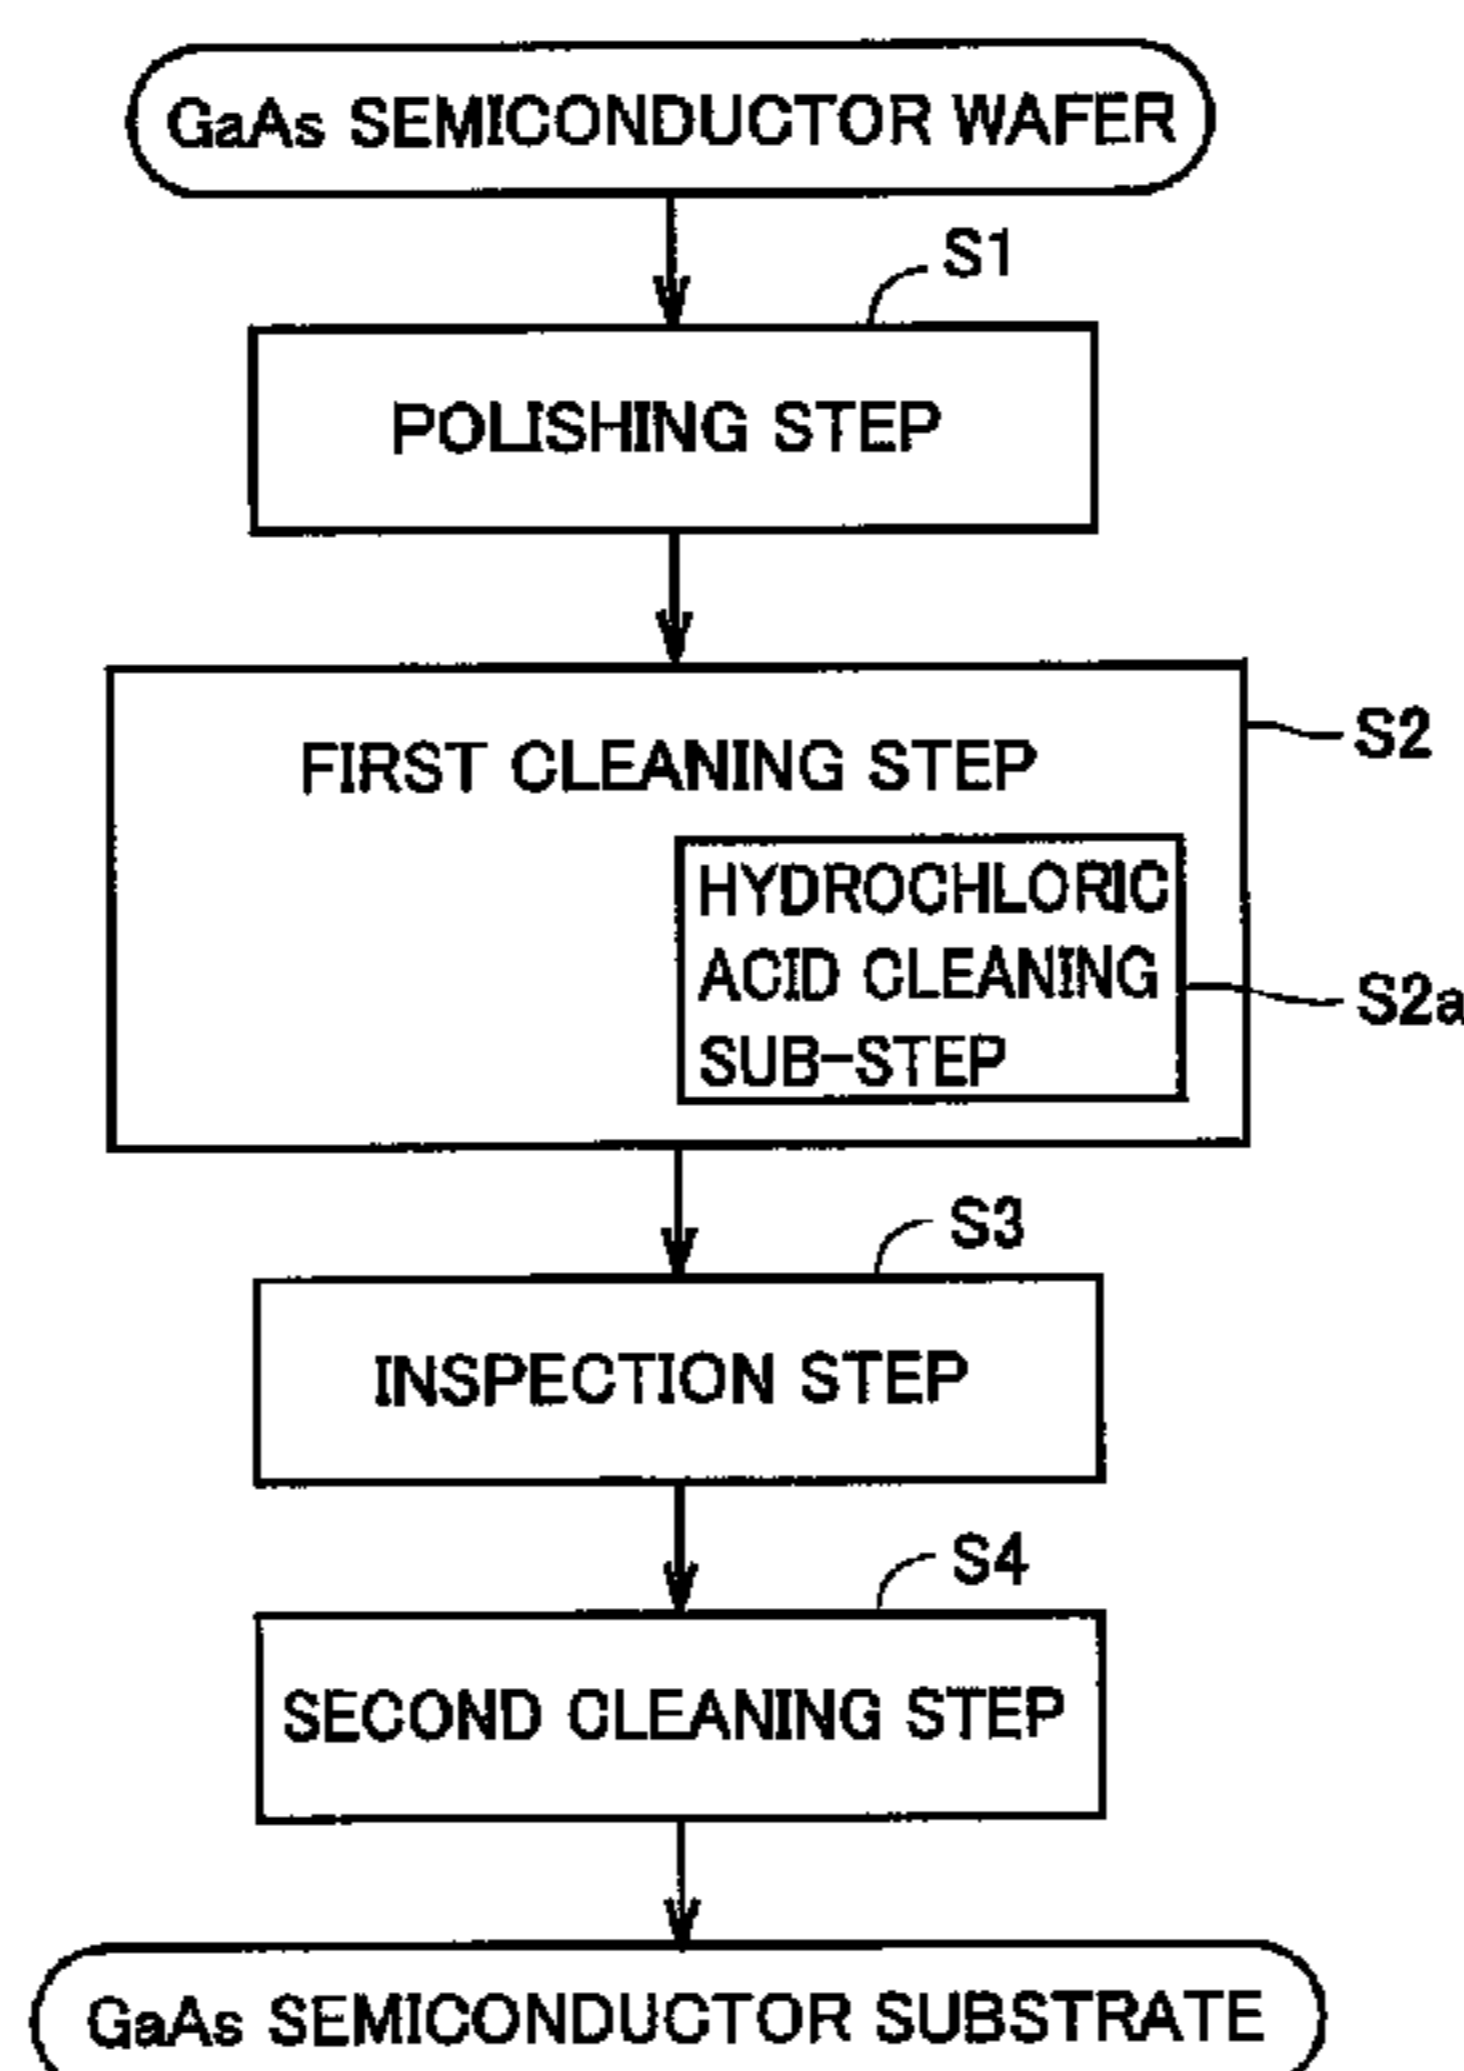 GaAs SEMICONDUCTOR WAFER
S1
POLISHING STEP
FIRST CLEANING STEP
S2
HYDROCHLORIC
ACID CLEANING
SUB-STEP
S2a
S3
INSPECTION STEP
S4
SECOND CLEANING STEP
GaAs SEMICONDUCTOR SUBSTRATE